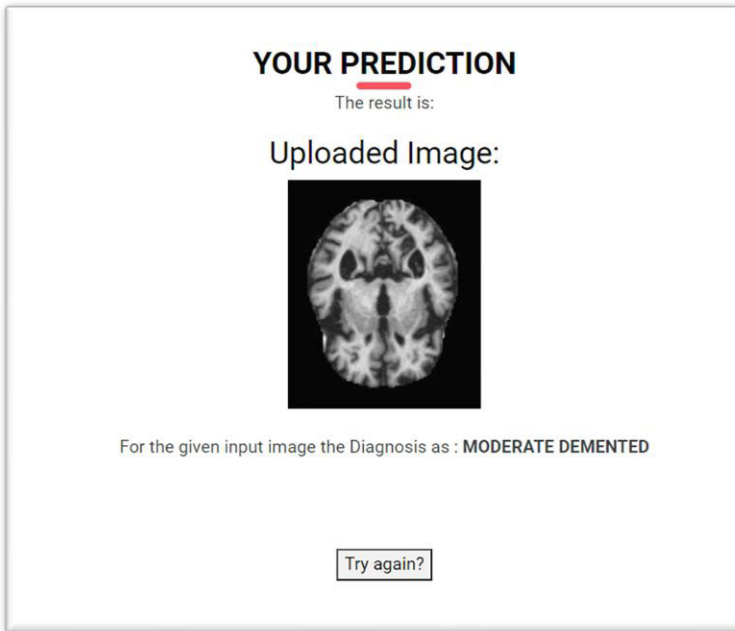 YOUR PREDICTION
The result is:
Uploaded Image:
For the given input image the Diagnosis as : MODERATE DEMENTED
Try again?